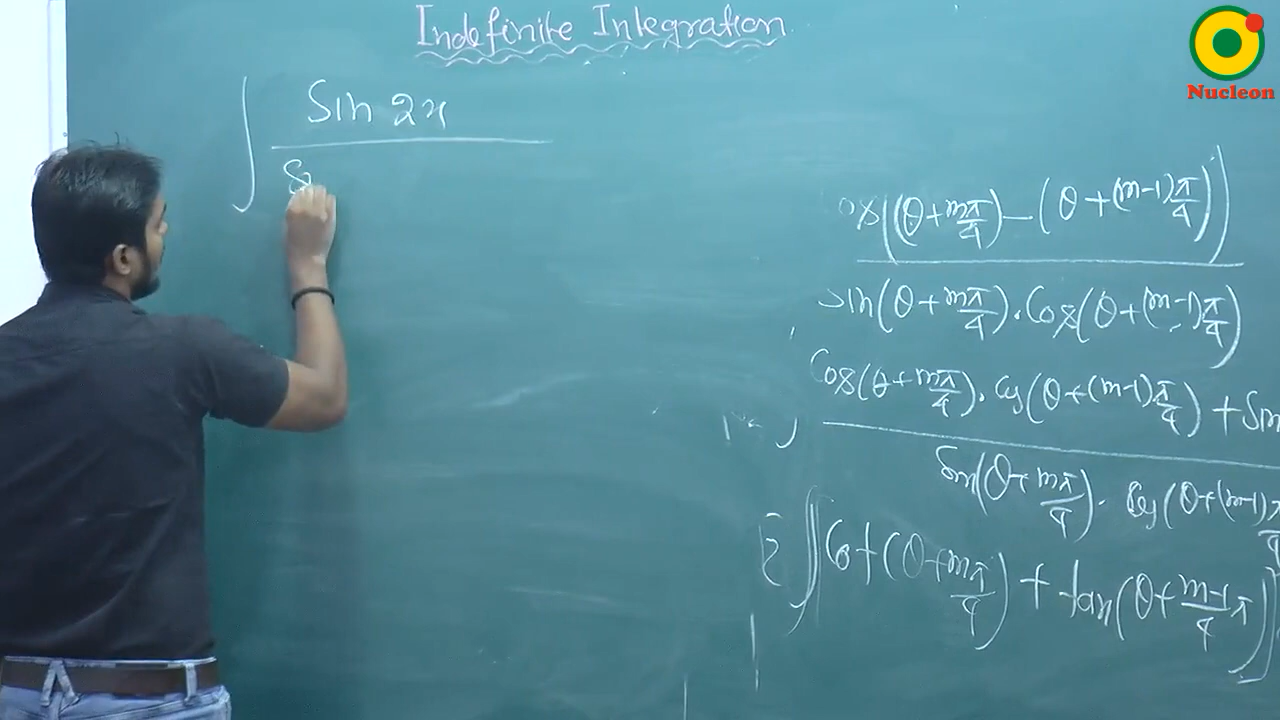 Indefinite Integration
Nucleon
∫ Sin 2x / S
Cos((θ+mπ/4)-(θ+(m-1)π/4))
Sin(θ+mπ/4).Cos(θ+(m-1)π/4)
Cos(θ+mπ/4).Cos(θ+(m-1)π/4) + Sin
Sin(θ+mπ/4). Cos(θ+(m-1)π/4
Σ ∫[Cot(θ+mπ/4) + tan(θ+m-1/4 π)]